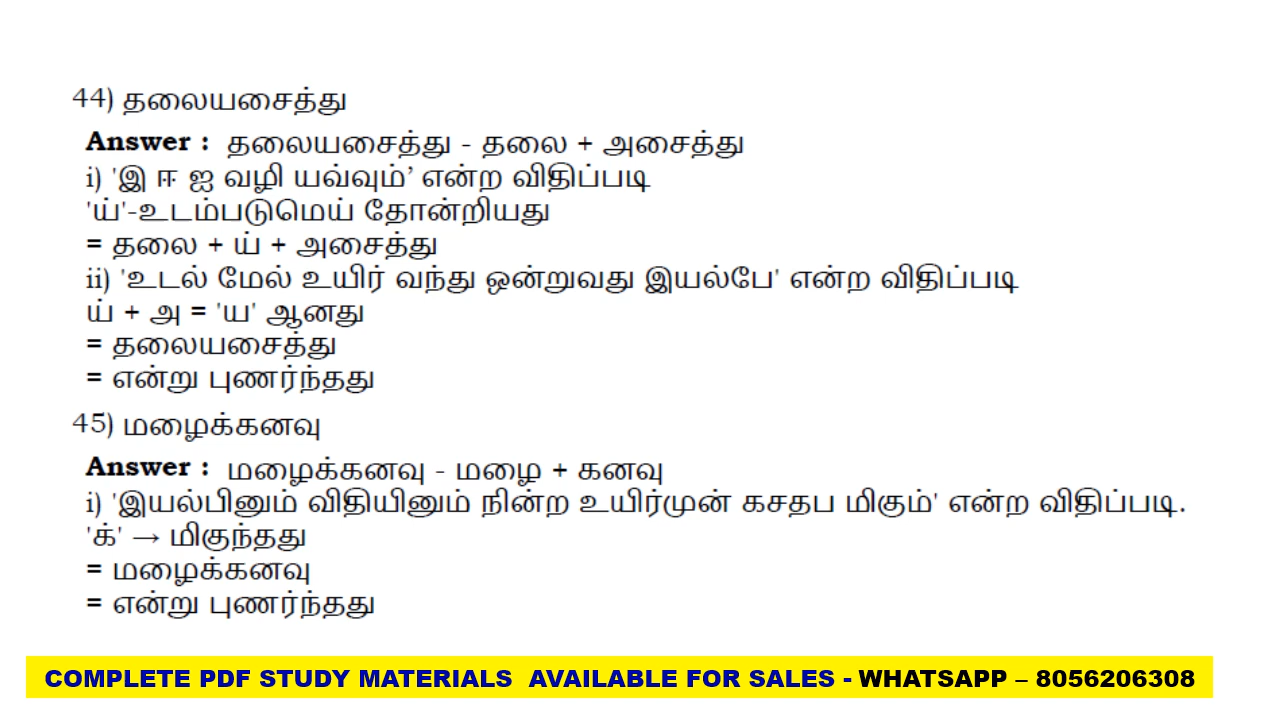 44) தலையசைத்து
Answer : தலையசைத்து - தலை + அசைத்து
i) 'இ ஈ ஐ வழி யவ்வும்’ என்ற விதிப்படி
'ய்'-உடம்படுமெய் தோன்றியது
= தலை + ய் + அசைத்து
ii) 'உடல் மேல் உயிர் வந்து ஒன்றுவது இயல்பே' என்ற விதிப்படி
ய் + அ = 'ய' ஆனது
= தலையசைத்து
= என்று புணர்ந்தது
45) மழைக்கனவு
Answer : மழைக்கனவு - மழை + கனவு
i) 'இயல்பினும் விதியினும் நின்ற உயிர்முன் கசதப மிகும்' என்ற விதிப்படி.
'க்' → மிகுந்தது
= மழைக்கனவு
= என்று புணர்ந்தது
COMPLETE PDF STUDY MATERIALS AVAILABLE FOR SALES - WHATSAPP – 8056206308